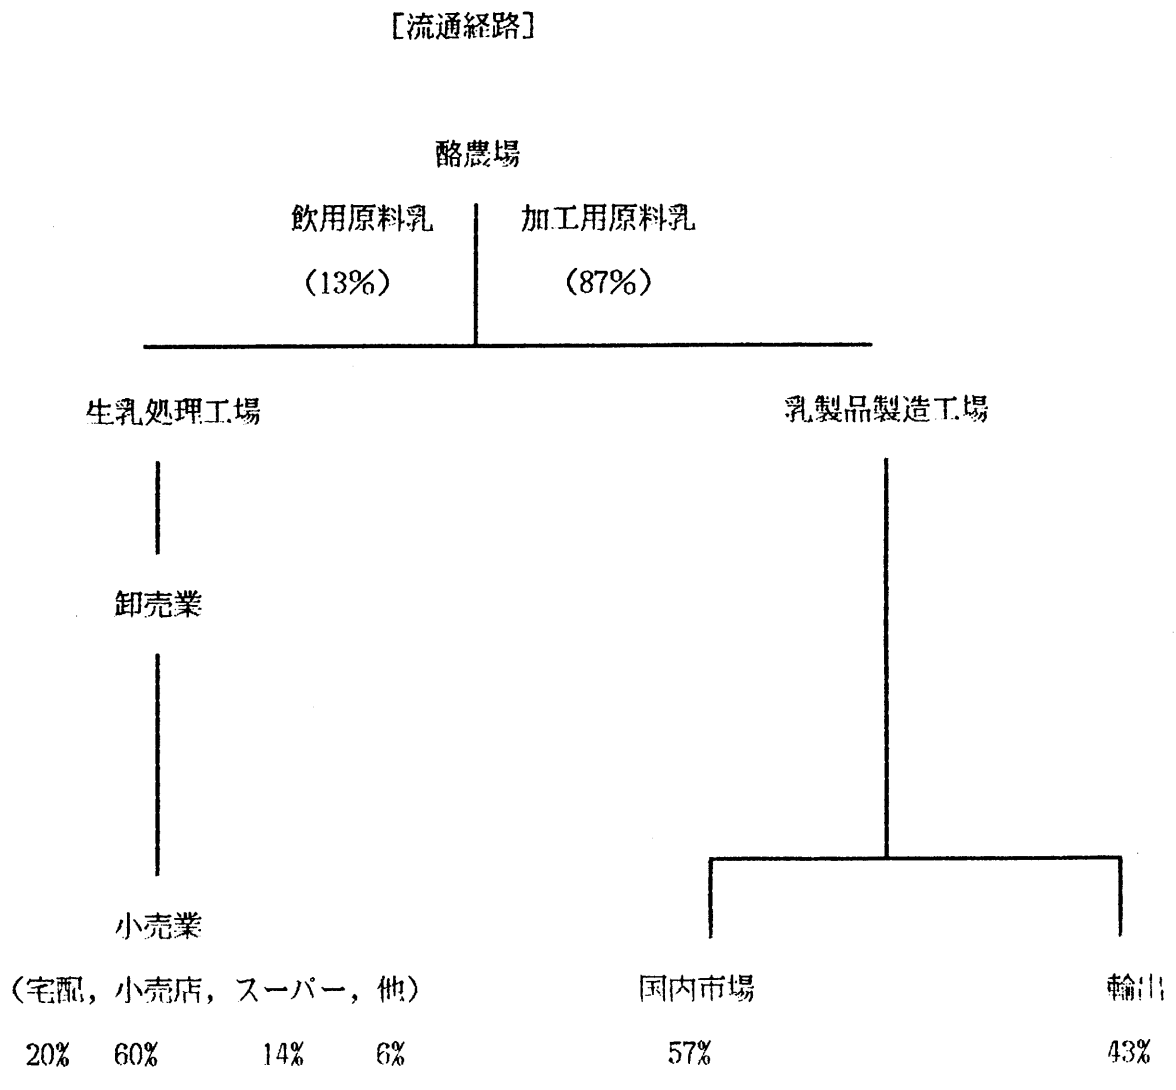 ［流通経路］
酪農場
飲用原料乳 加工用原料乳
（13％） （87％）
生乳処理工場 乳製品製造工場
卸売業
小売業
（宅配，小売店，スーパー，他） 国内市場 輸出
20% 60% 14% 6% 57% 43%